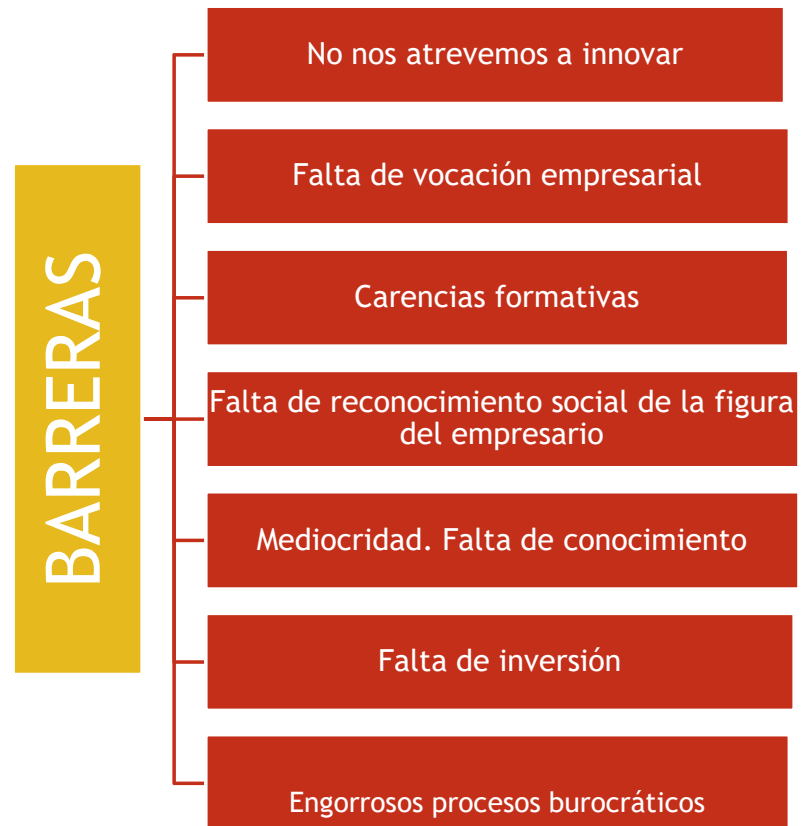 BARRERAS
No nos atrevemos a innovar
Falta de vocación empresarial
Carencias formativas
Falta de reconocimiento social de la figura
del empresario
Mediocridad. Falta de conocimiento
Falta de inversión
Engorrosos procesos burocráticos